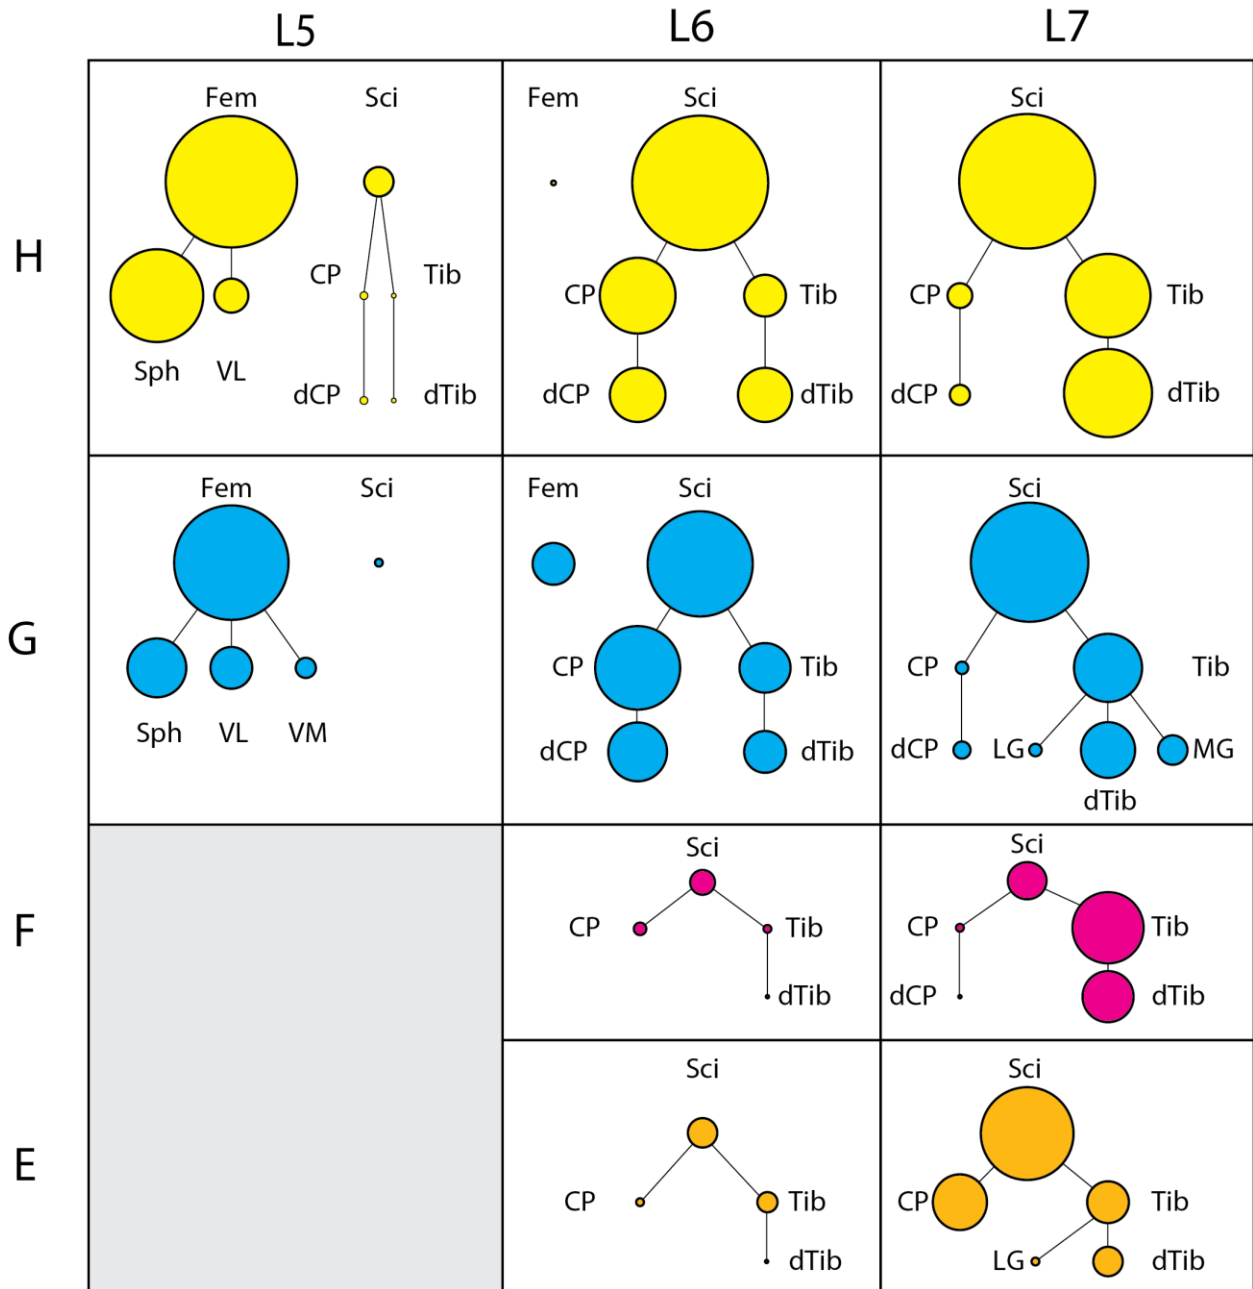 L5 L6 L7
H
Fem Sci
CP Tib
Sph VL
dCP dTib
Fem Sci
CP Tib
dCP dTib
Sci
CP Tib
dCP dTib
G
Fem Sci
Sph VL VM
Fem Sci
CP Tib
dCP dTib
Sci
CP Tib
dCP LG MG
dTib
F
Sci
CP Tib
dTib
Sci
CP Tib
dCP dTib
E
Sci
CP Tib
dTib
Sci
CP Tib
LG dTib